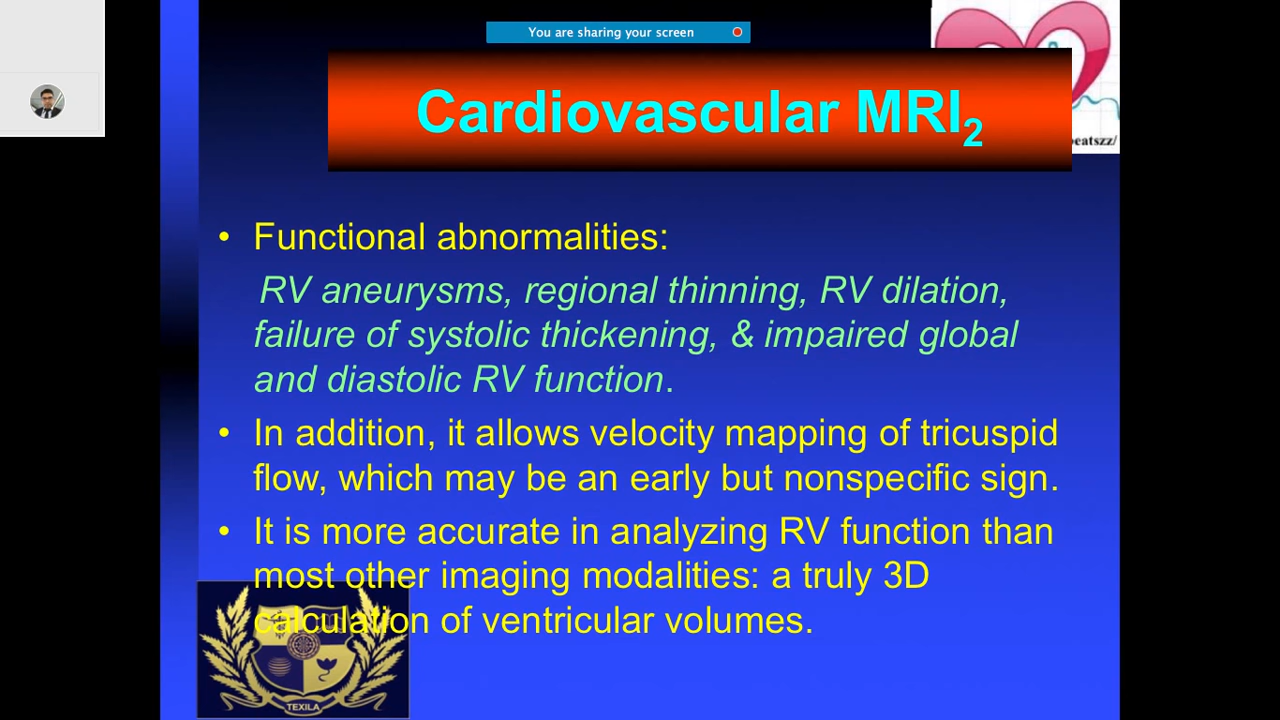 You are sharing your screen
Cardiovascular MRI2
eatszz/
• Functional abnormalities:
RV aneurysms, regional thinning, RV dilation,
failure of systolic thickening, & impaired global
and diastolic RV function.
• In addition, it allows velocity mapping of tricuspid
flow, which may be an early but nonspecific sign.
• It is more accurate in analyzing RV function than
most other imaging modalities: a truly 3D
calculation of ventricular volumes.
TEXILA